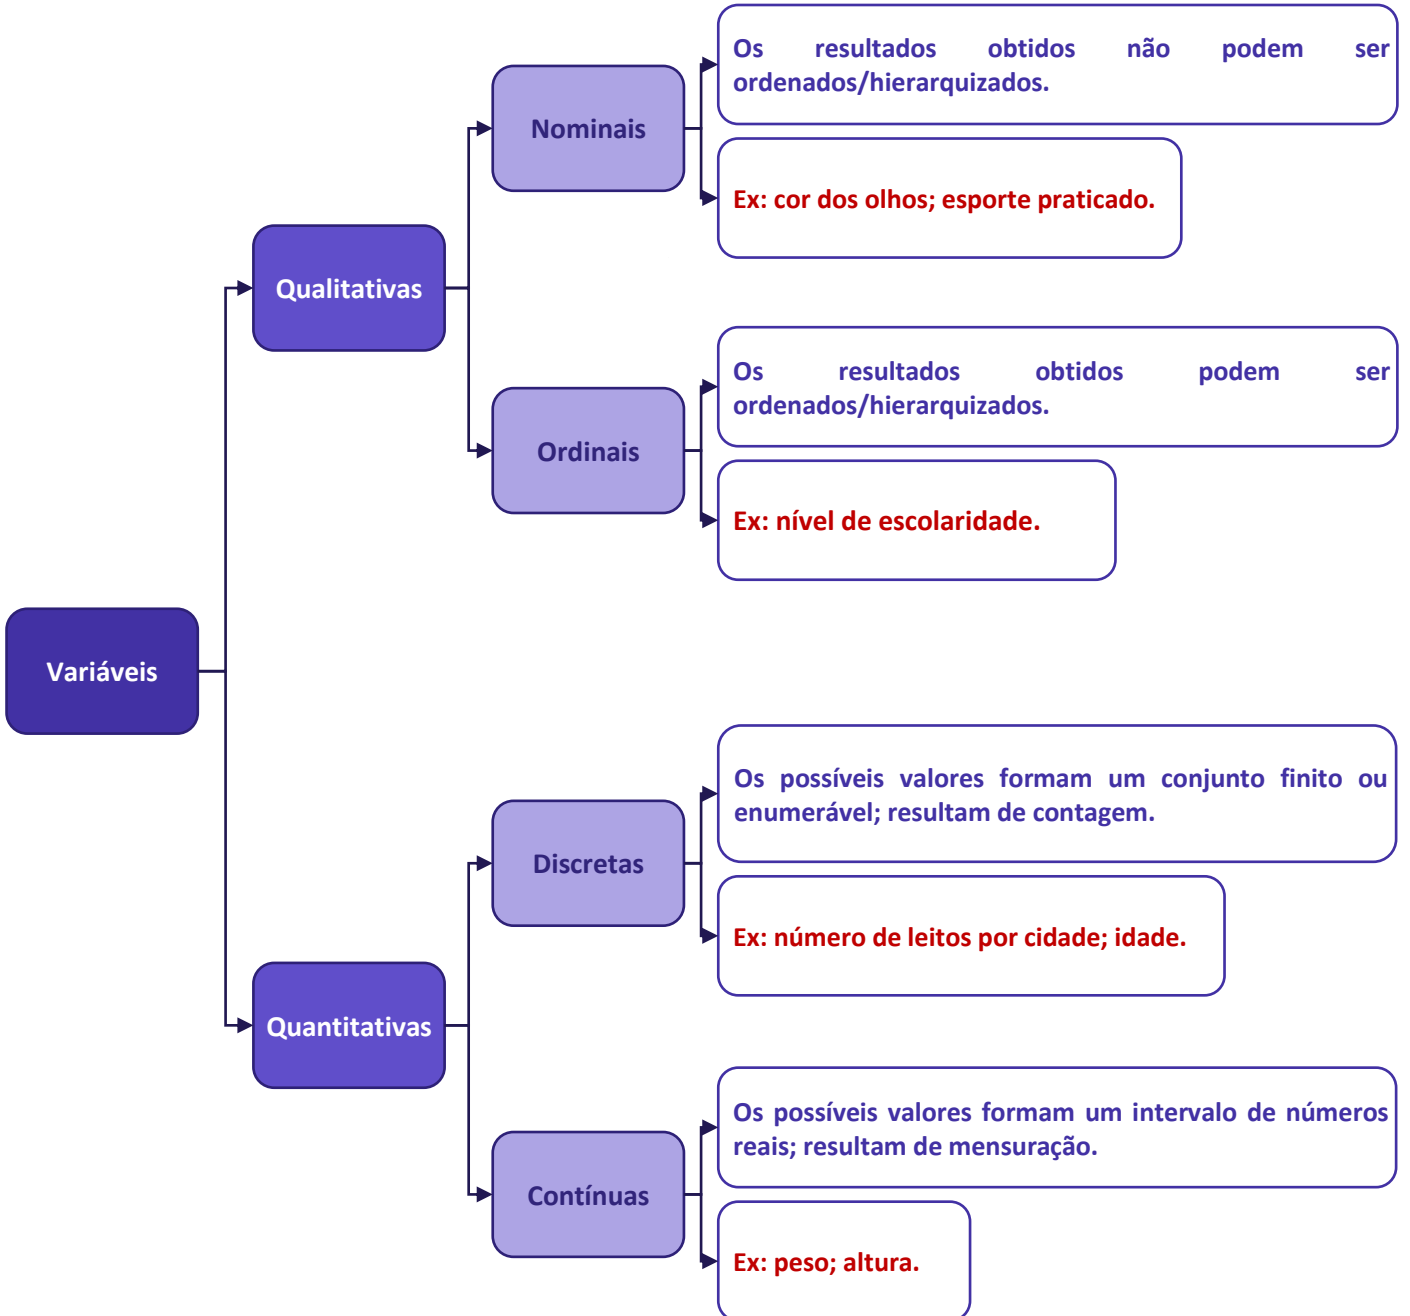 Variáveis
Qualitativas
Nominais
Os resultados obtidos não podem ser
ordenados/hierarquizados.
Ex: cor dos olhos; esporte praticado.
Ordinais
Os resultados obtidos podem ser
ordenados/hierarquizados.
Ex: nível de escolaridade.
Quantitativas
Discretas
Os possíveis valores formam um conjunto finito ou
enumerável; resultam de contagem.
Ex: número de leitos por cidade; idade.
Contínuas
Os possíveis valores formam um intervalo de números
reais; resultam de mensuração.
Ex: peso; altura.